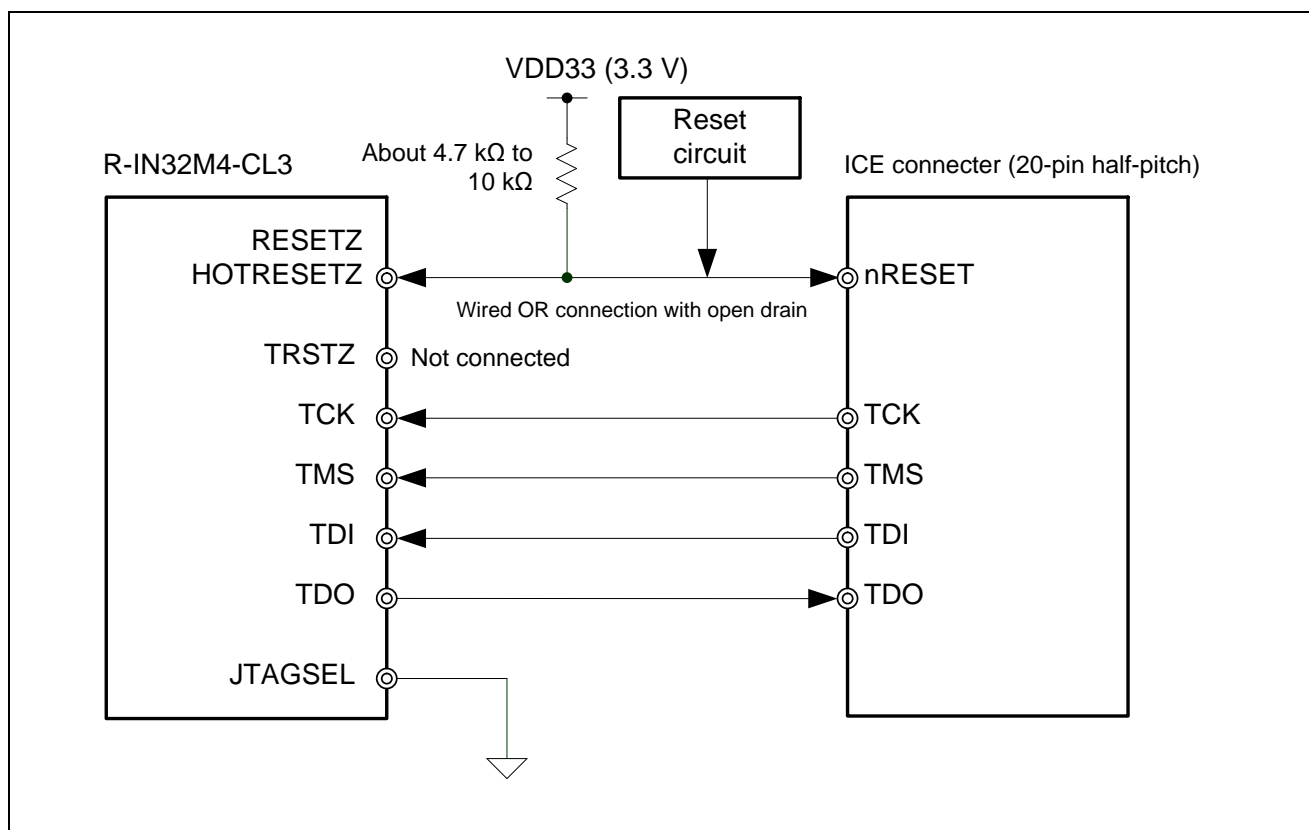 VDD33 (3.3 V)
Reset
circuit
R-IN32M4-CL3
About 4.7 kΩ to
10 kΩ
ICE connecter (20-pin half-pitch)
RESETZ
HOTRESETZ
nRESET
Wired OR connection with open drain
TRSTZ
Not connected
TCK
TCK
TMS
TMS
TDI
TDI
TDO
TDO
JTAGSEL